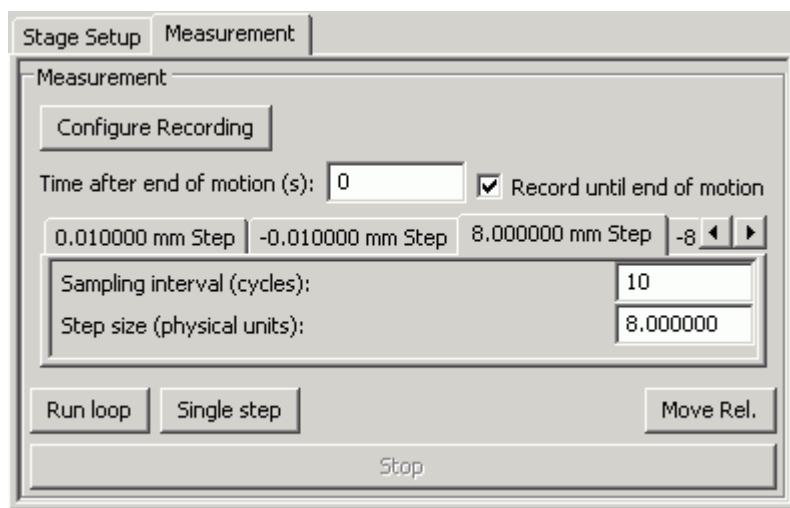 Stage Setup Measurement
Measurement
Configure Recording
Time after end of motion (s): 0 Record until end of motion
0.010000 mm Step -0.010000 mm Step 8.000000 mm Step -8
Sampling interval (cycles): 10
Step size (physical units): 8.000000
Run loop Single step Move Rel.
Stop